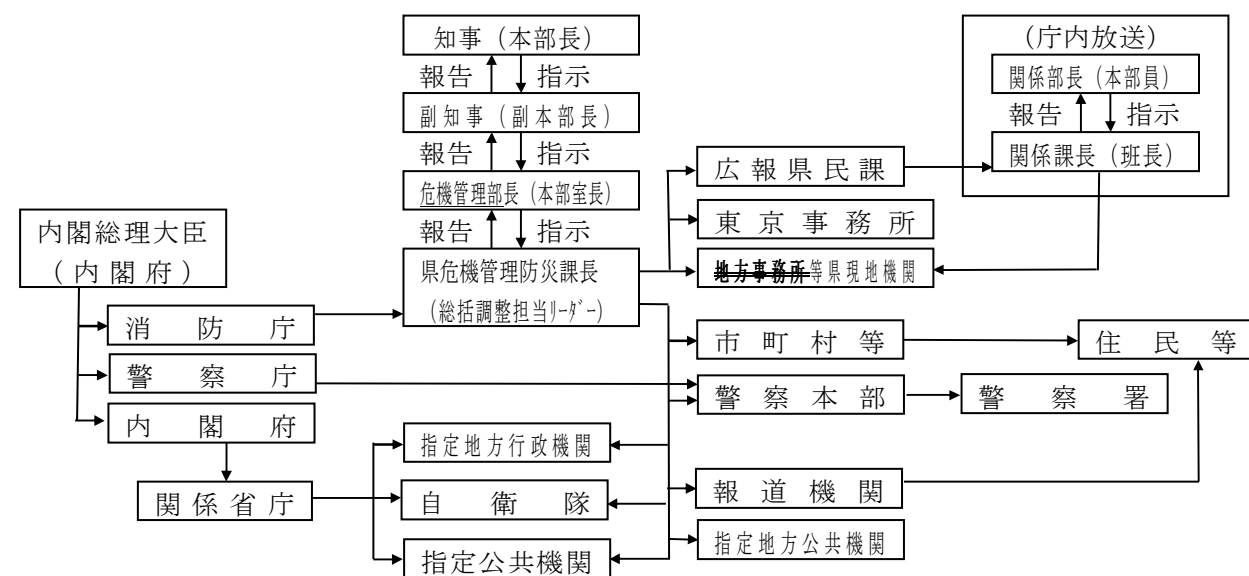 知事（本部長）
報告　指示
副知事（副本部長）
報告　指示
危機管理部長（本部室長）
報告　指示
県危機管理防災課長
（総括調整担当ﾘｰﾀﾞｰ）
（庁内放送）
関係部長（本部員）
報告　指示
関係課長（班長）
広報県民課
東京事務所
地方事務所等県現地機関
内閣総理大臣
（内閣府）
消防庁
警察庁
内閣府
関係省庁
市町村等
住民等
警察本部
警察署
指定地方行政機関
自衛隊
指定公共機関
報道機関
指定地方公共機関